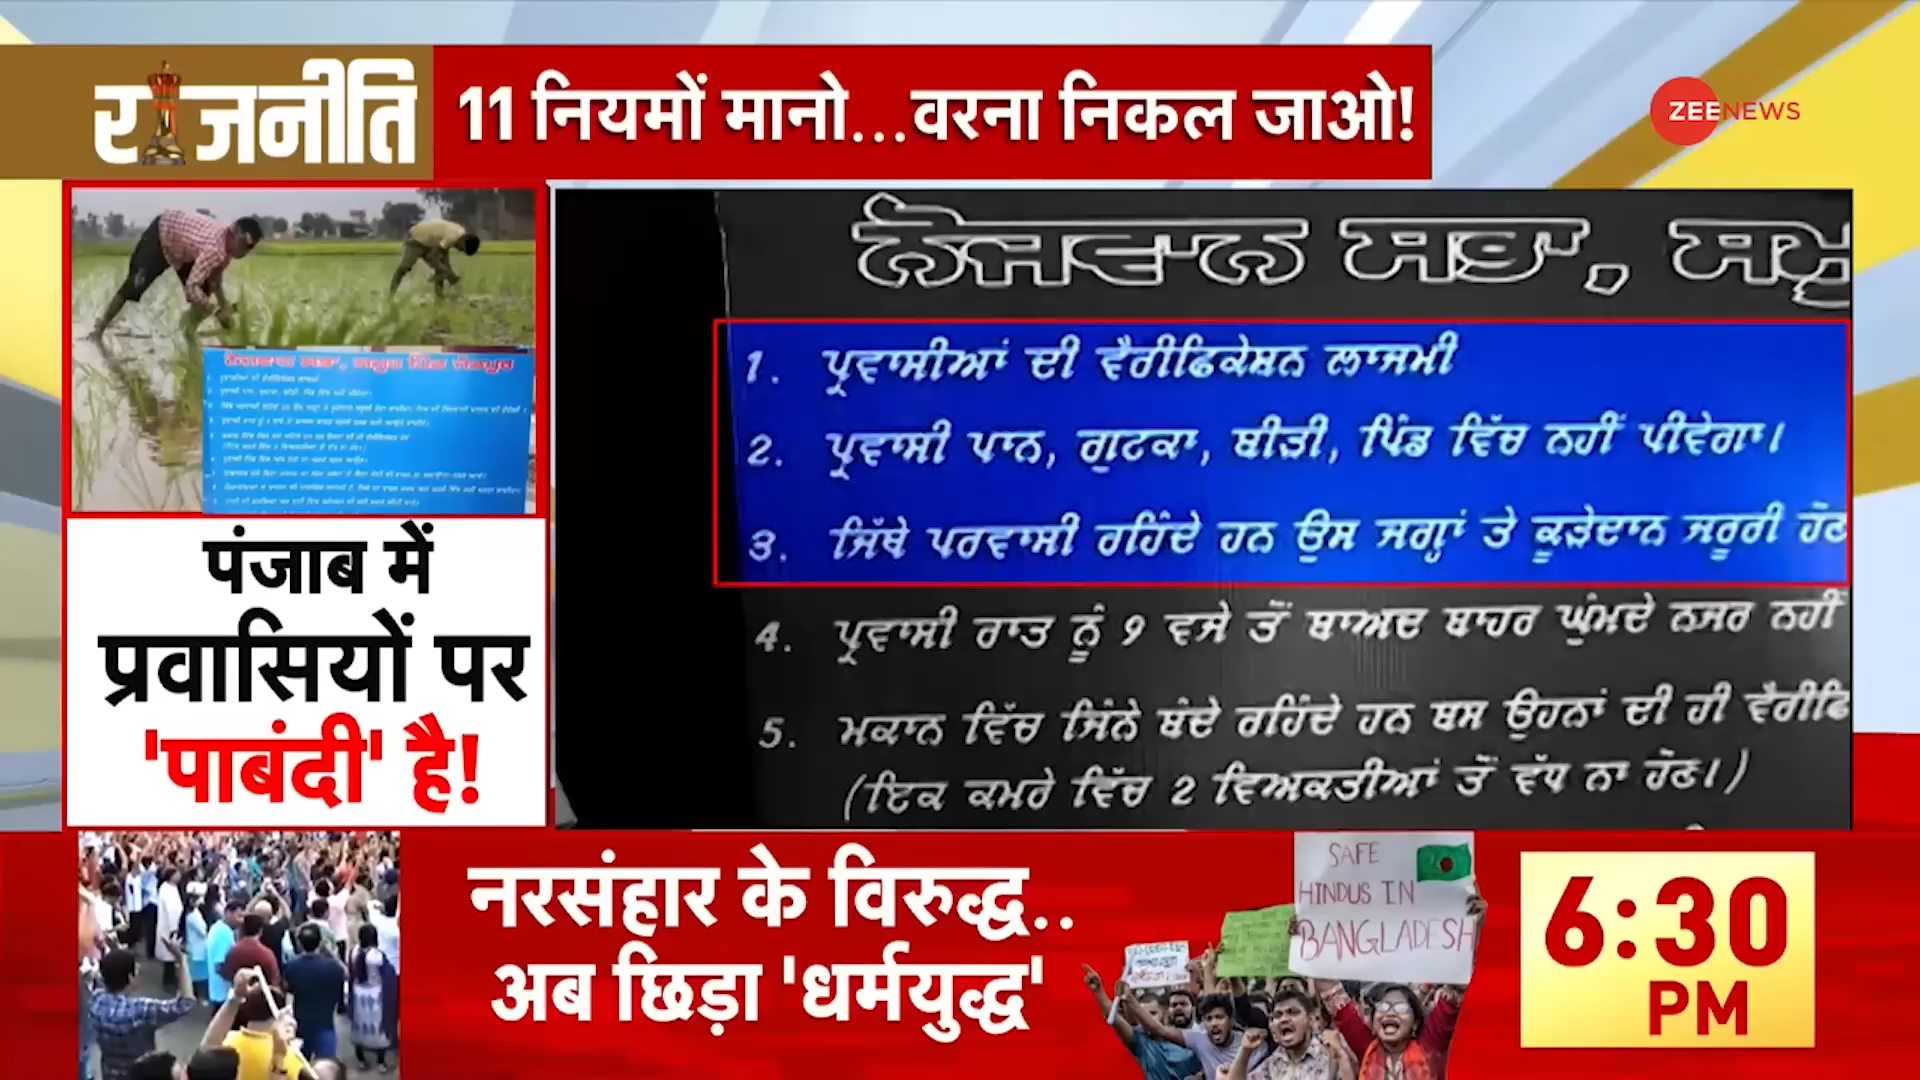 राजनीति
11 नियमों मानो...वरना निकल जाओ!
ZEENEWS
ਨੌਜਵਾਨ ਸਭਾ,
1. ਪ੍ਰਵਾਸੀਆਂ ਦੀ ਵੈਰੀਫਿਕੇਸ਼ਨ ਲਾਜਮੀ
2. ਪ੍ਰਵਾਸੀ ਪਾਨ, ਗੁਟਕਾ, ਬੀੜੀ, ਪਿੰਡ ਵਿੱਚ ਨਹੀਂ ਪੀਵੇਗਾ।
3. ਜਿੱਥੇ ਪਰਵਾਸੀ ਰਹਿੰਦੇ ਹਨ ਉਸ ਜਗ੍ਹਾਂ ਤੇ ਕੂੜੇਦਾਨ ਜਰੂਰੀ
4. ਪ੍ਰਵਾਸੀ ਰਾਤ ਨੂੰ 9 ਵਜੇ ਤੋਂ ਬਾਅਦ ਬਾਹਰ ਘੁੰਮਦੇ ਨਜਰ ਨਹੀਂ
5. ਮਕਾਨ ਵਿੱਚ ਜਿੰਨੇ ਬੰਦੇ ਰਹਿੰਦੇ ਹਨ ਬਸ ਉਹਨਾਂ ਦੀ ਹੀ
(ਇਕ ਕਮਰੇ ਵਿੱਚ 2 ਵਿਅਕਤੀਆਂ ਤੋਂ ਵੱਧ ਨਾ ਹੋਣ।)
पंजाब में
प्रवासियों पर
'पाबंदी' है!
नरसंहार के विरुद्ध..
अब छिड़ा 'धर्मयुद्ध'
SAFE
HINDUS IN
BANGLADESH
6:30
PM